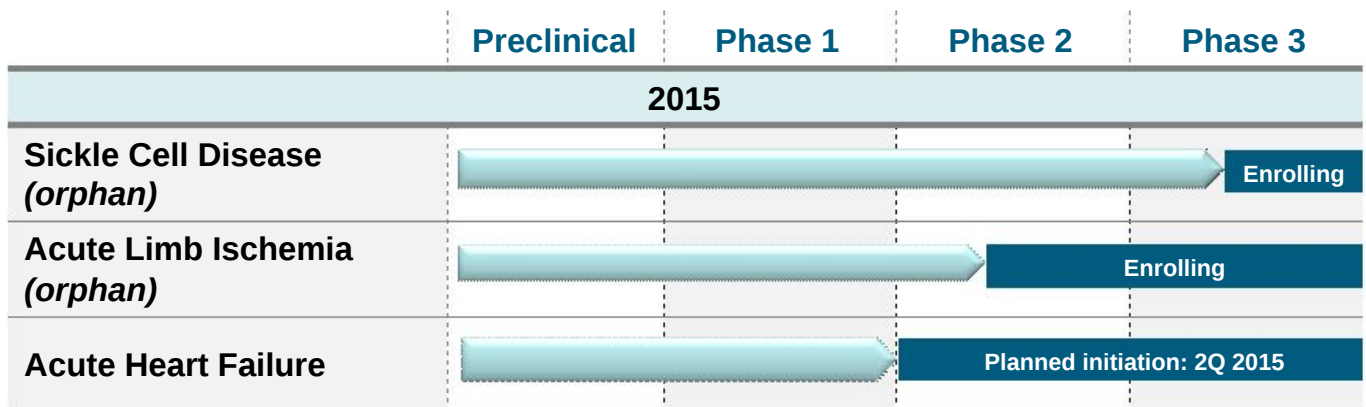 Preclinical Phase 1 Phase 2 Phase 3
2015
Sickle Cell Disease
(orphan)
Enrolling
Acute Limb Ischemia
(orphan)
Enrolling
Acute Heart Failure
Planned initiation: 2Q 2015